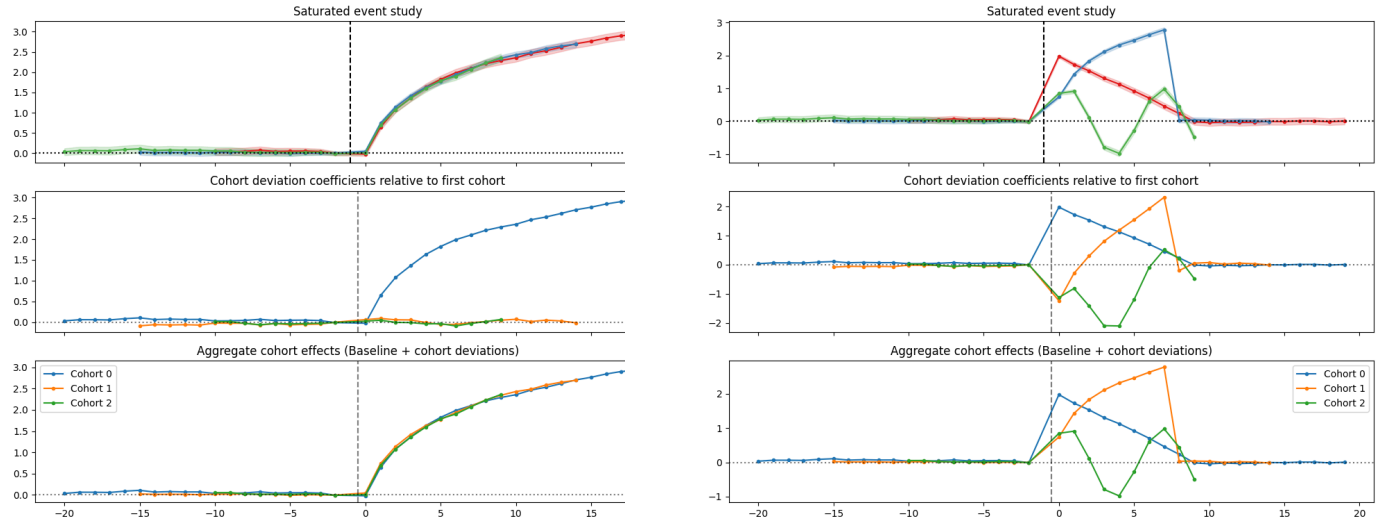 Saturated event study
3.0
2.5
2.0
1.5
1.0
0.5
0.0
Cohort deviation coefficients relative to first cohort
3.0
2.5
2.0
1.5
1.0
0.5
0.0
Aggregate cohort effects (Baseline + cohort deviations)
3.0
2.5
2.0
1.5
1.0
0.5
0.0
Cohort 0
Cohort 1
Cohort 2
−20 −15 −10 −5 0 5 10 15
Saturated event study
3
2
1
0
−1
Cohort deviation coefficients relative to first cohort
2
1
0
−1
−2
Aggregate cohort effects (Baseline + cohort deviations)
3
2
1
0
−1
Cohort 0
Cohort 1
Cohort 2
−20 −15 −10 −5 0 5 10 15 20